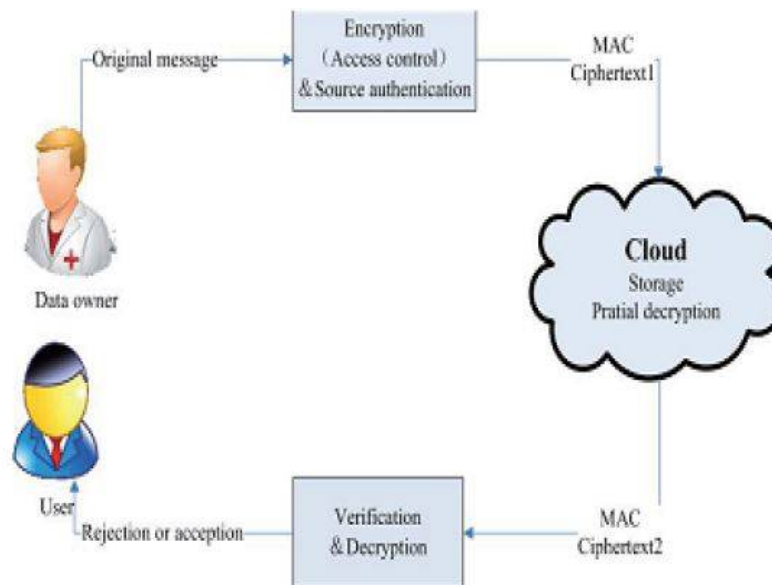 Original message
Encryption
(Access control)
&Source authentication
MAC
Ciphertext1
Data owner
Cloud
Storage
Pratial decryption
User
Rejection or acception
Verification
&Decryption
MAC
Ciphertext2